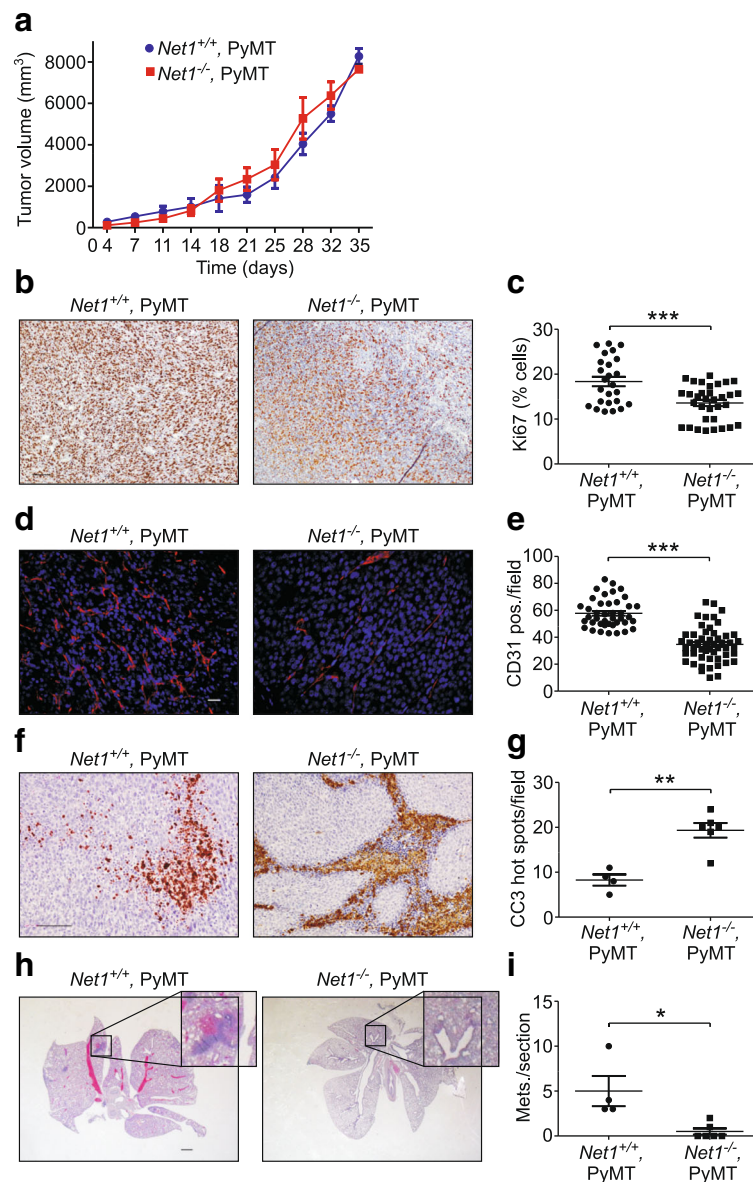 a
Net1+/+, PyMT
Net1-/-, PyMT
Tumor volume (mm3)
8000
6000
4000
2000
0
0 4 7 11 14 18 21 25 28 32 35
Time (days)
b
Net1+/+, PyMT
Net1-/-, PyMT
c
***
Ki67 (% cells)
30
20
10
0
Net1+/+, PyMT
Net1-/-, PyMT
d
Net1+/+, PyMT
Net1-/-, PyMT
e
***
CD31 pos./field
100
80
60
40
20
0
Net1+/+, PyMT
Net1-/-, PyMT
f
Net1+/+, PyMT
Net1-/-, PyMT
g
**
CC3 hot spots/field
30
20
10
0
Net1+/+, PyMT
Net1-/-, PyMT
h
Net1+/+, PyMT
Net1-/-, PyMT
i
*
Mets./section
15
10
5
0
Net1+/+, PyMT
Net1-/-, PyMT